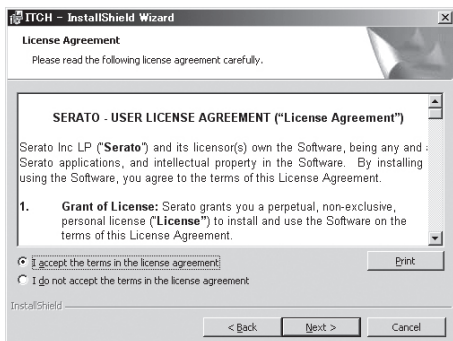 ITCH - InstallShield Wizard
License Agreement
Please read the following license agreement carefully.
SERATO - USER LICENSE AGREEMENT ("License Agreement")
Serato Inc LP ("Serato") and its licensor(s) own the Software, being any and
Serato applications, and intellectual property in the Software. By installing
using the Software, you agree to the terms of this License Agreement.
1. Grant of License: Serato grants you a perpetual, non-exclusive,
personal license ("License") to install and use the Software on the
terms of this License Agreement.
I accept the terms in the license agreement
Print
I do not accept the terms in the license agreement
InstallShield
< Back Next > Cancel